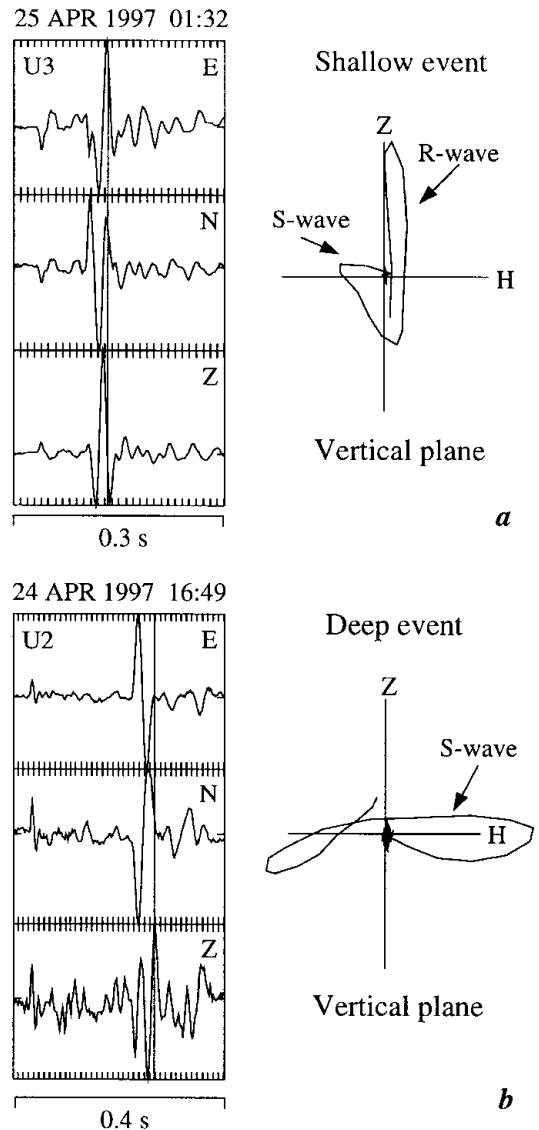 25 APR 1997 01:32
U3 E
N
Z
0.3 s
Shallow event
Z
R-wave
S-wave
H
Vertical plane
a
24 APR 1997 16:49
U2 E
N
Z
0.4 s
Deep event
Z
S-wave
H
Vertical plane
b